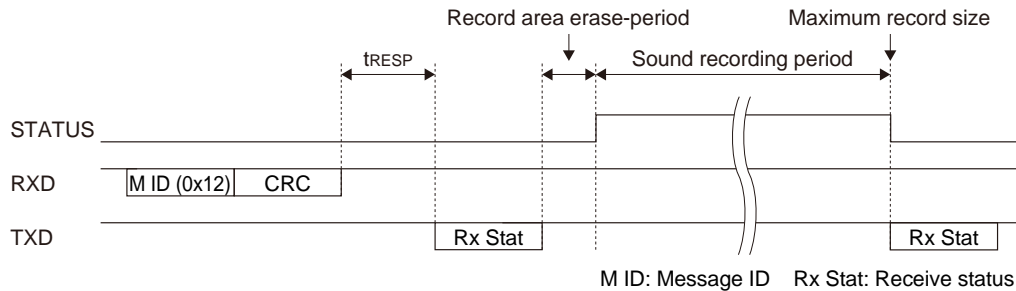 Record area erase-period Maximum record size
tRESP Sound recording period
STATUS
RXD M ID (0x12) CRC
TXD Rx Stat Rx Stat
M ID: Message ID Rx Stat: Receive status